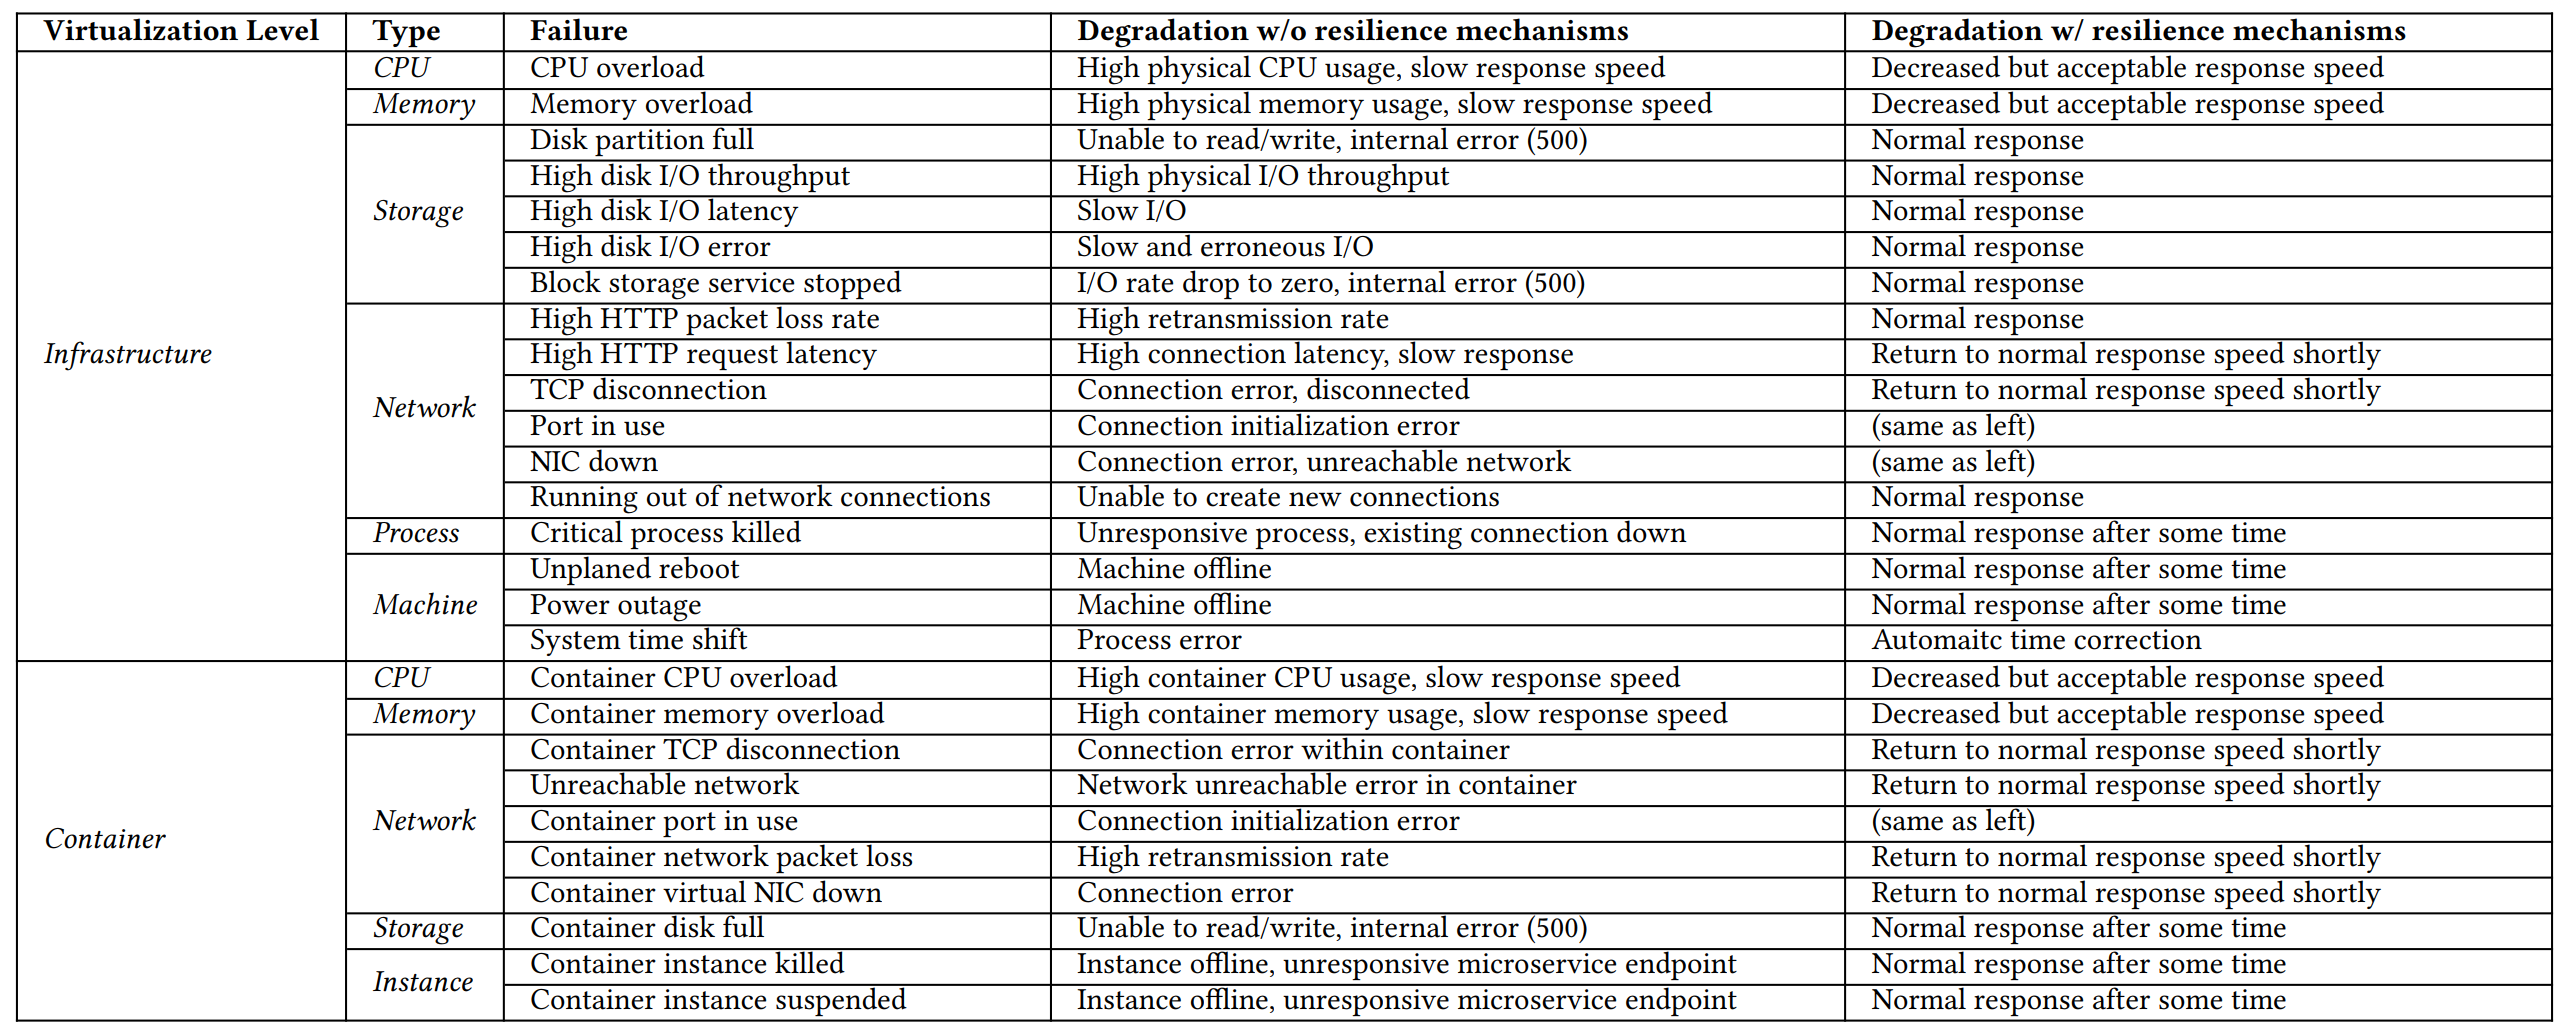 Virtualization Level Type Failure Degradation w/o resilience mechanisms Degradation w/ resilience mechanisms
Infrastructure
CPU CPU overload High physical CPU usage, slow response speed Decreased but acceptable response speed
Memory Memory overload High physical memory usage, slow response speed Decreased but acceptable response speed
Storage
Disk partition full Unable to read/write, internal error (500) Normal response
High disk I/O throughput High physical I/O throughput Normal response
High disk I/O latency Slow I/O Normal response
High disk I/O error Slow and erroneous I/O Normal response
Block storage service stopped I/O rate drop to zero, internal error (500) Normal response
Network
High HTTP packet loss rate High retransmission rate Normal response
High HTTP request latency High connection latency, slow response Return to normal response speed shortly
TCP disconnection Connection error, disconnected Return to normal response speed shortly
Port in use Connection initialization error (same as left)
NIC down Connection error, unreachable network (same as left)
Running out of network connections Unable to create new connections Normal response
Process Critical process killed Unresponsive process, existing connection down Normal response after some time
Machine
Unplaned reboot Machine offline Normal response after some time
Power outage Machine offline Normal response after some time
System time shift Process error Automaitc time correction
Container
CPU Container CPU overload High container CPU usage, slow response speed Decreased but acceptable response speed
Memory Container memory overload High container memory usage, slow response speed Decreased but acceptable response speed
Network
Container TCP disconnection Connection error within container Return to normal response speed shortly
Unreachable network Network unreachable error in container Return to normal response speed shortly
Container port in use Connection initialization error (same as left)
Container network packet loss High retransmission rate Return to normal response speed shortly
Container virtual NIC down Connection error Return to normal response speed shortly
Storage Container disk full Unable to read/write, internal error (500) Normal response after some time
Instance
Container instance killed Instance offline, unresponsive microservice endpoint Normal response after some time
Container instance suspended Instance offline, unresponsive microservice endpoint Normal response after some time